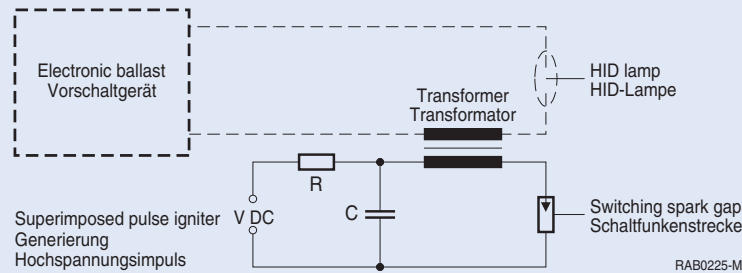 Electronic ballast
Vorschaltgerät
HID lamp
HID-Lampe
Transformer
Transformator
R
V DC
C
Switching spark gap
Schaltfunkenstrecke
Superimposed pulse igniter
Generierung
Hochspannungsimpuls
RAB0225-M